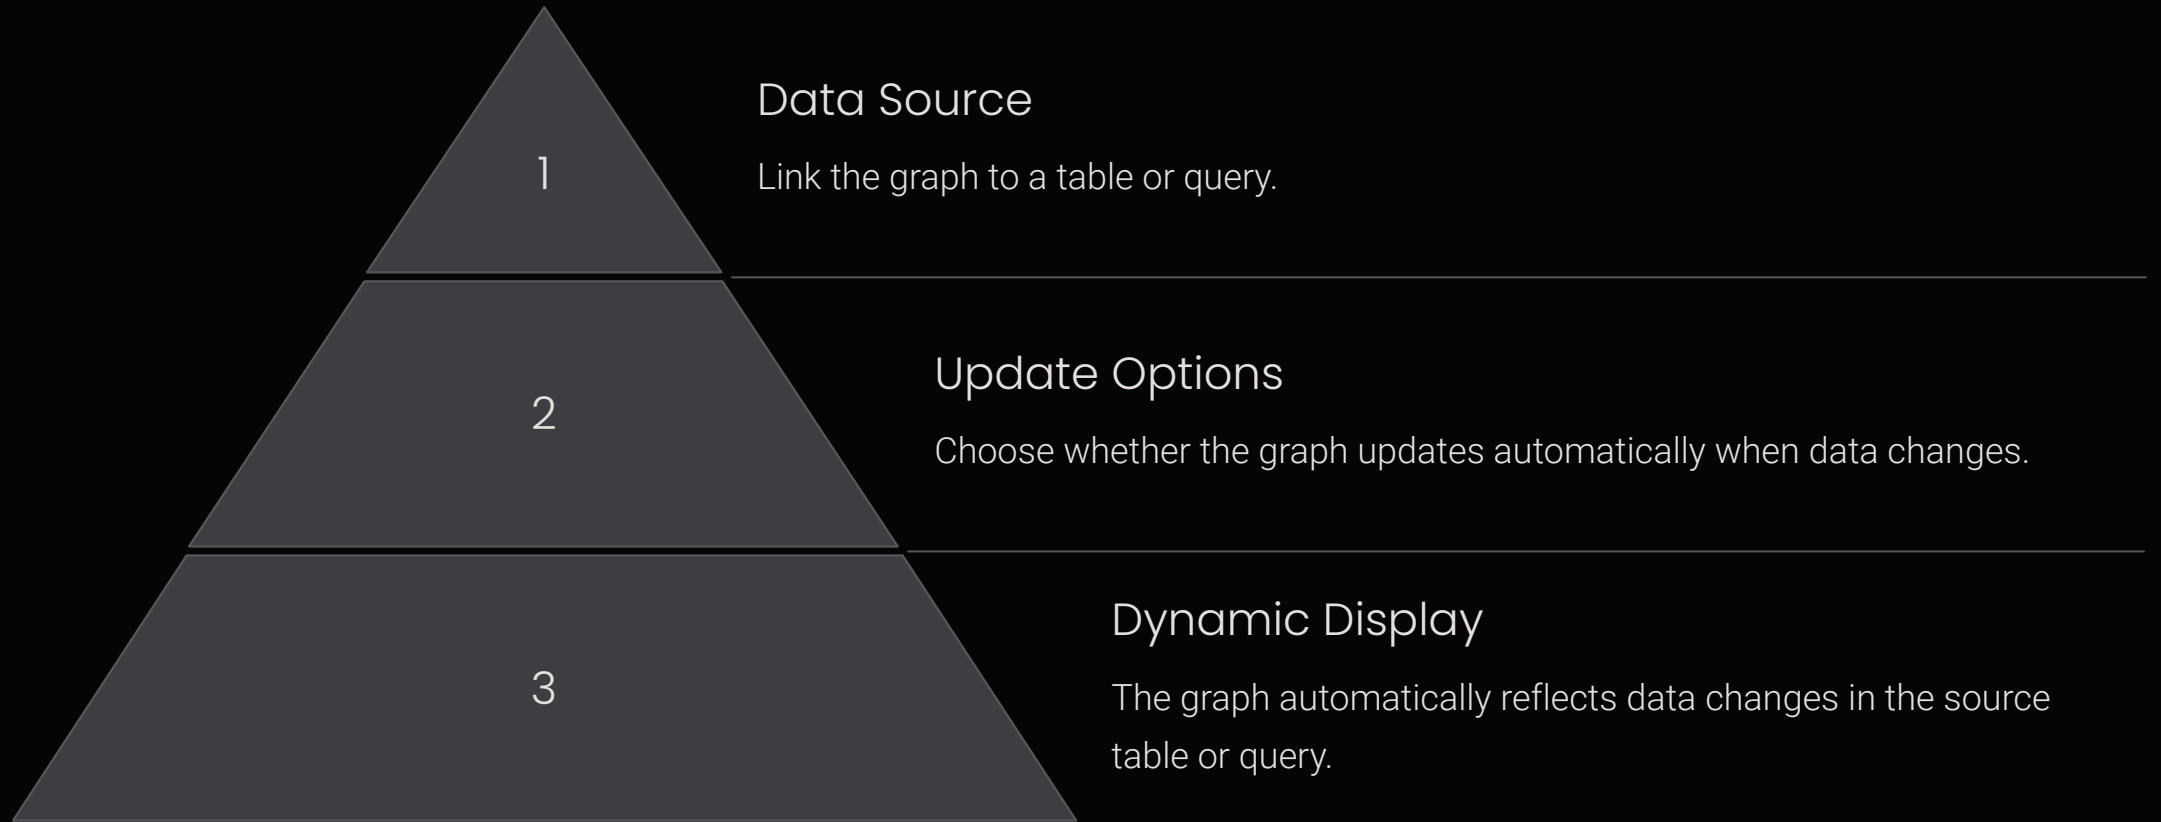 1
Data Source
Link the graph to a table or query.
2
Update Options
Choose whether the graph updates automatically when data changes.
3
Dynamic Display
The graph automatically reflects data changes in the source
table or query.